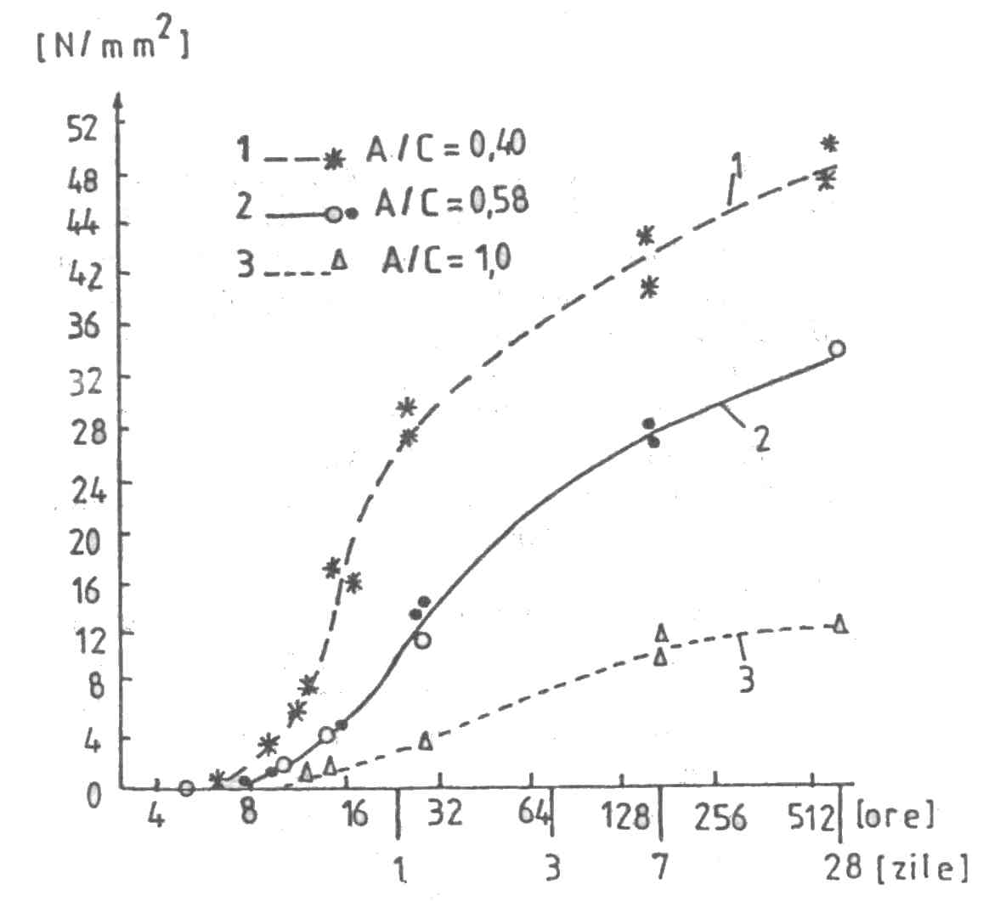 [N/mm²]
52
48
44
42
36
32
28
24
20
16
12
8
4
0
1 A/C = 0,40
2 A/C = 0,58
3 A/C = 1,0
1
2
3
4 8 16 32 64 128 256 512 [ore]
1 3 7 28 [zile]